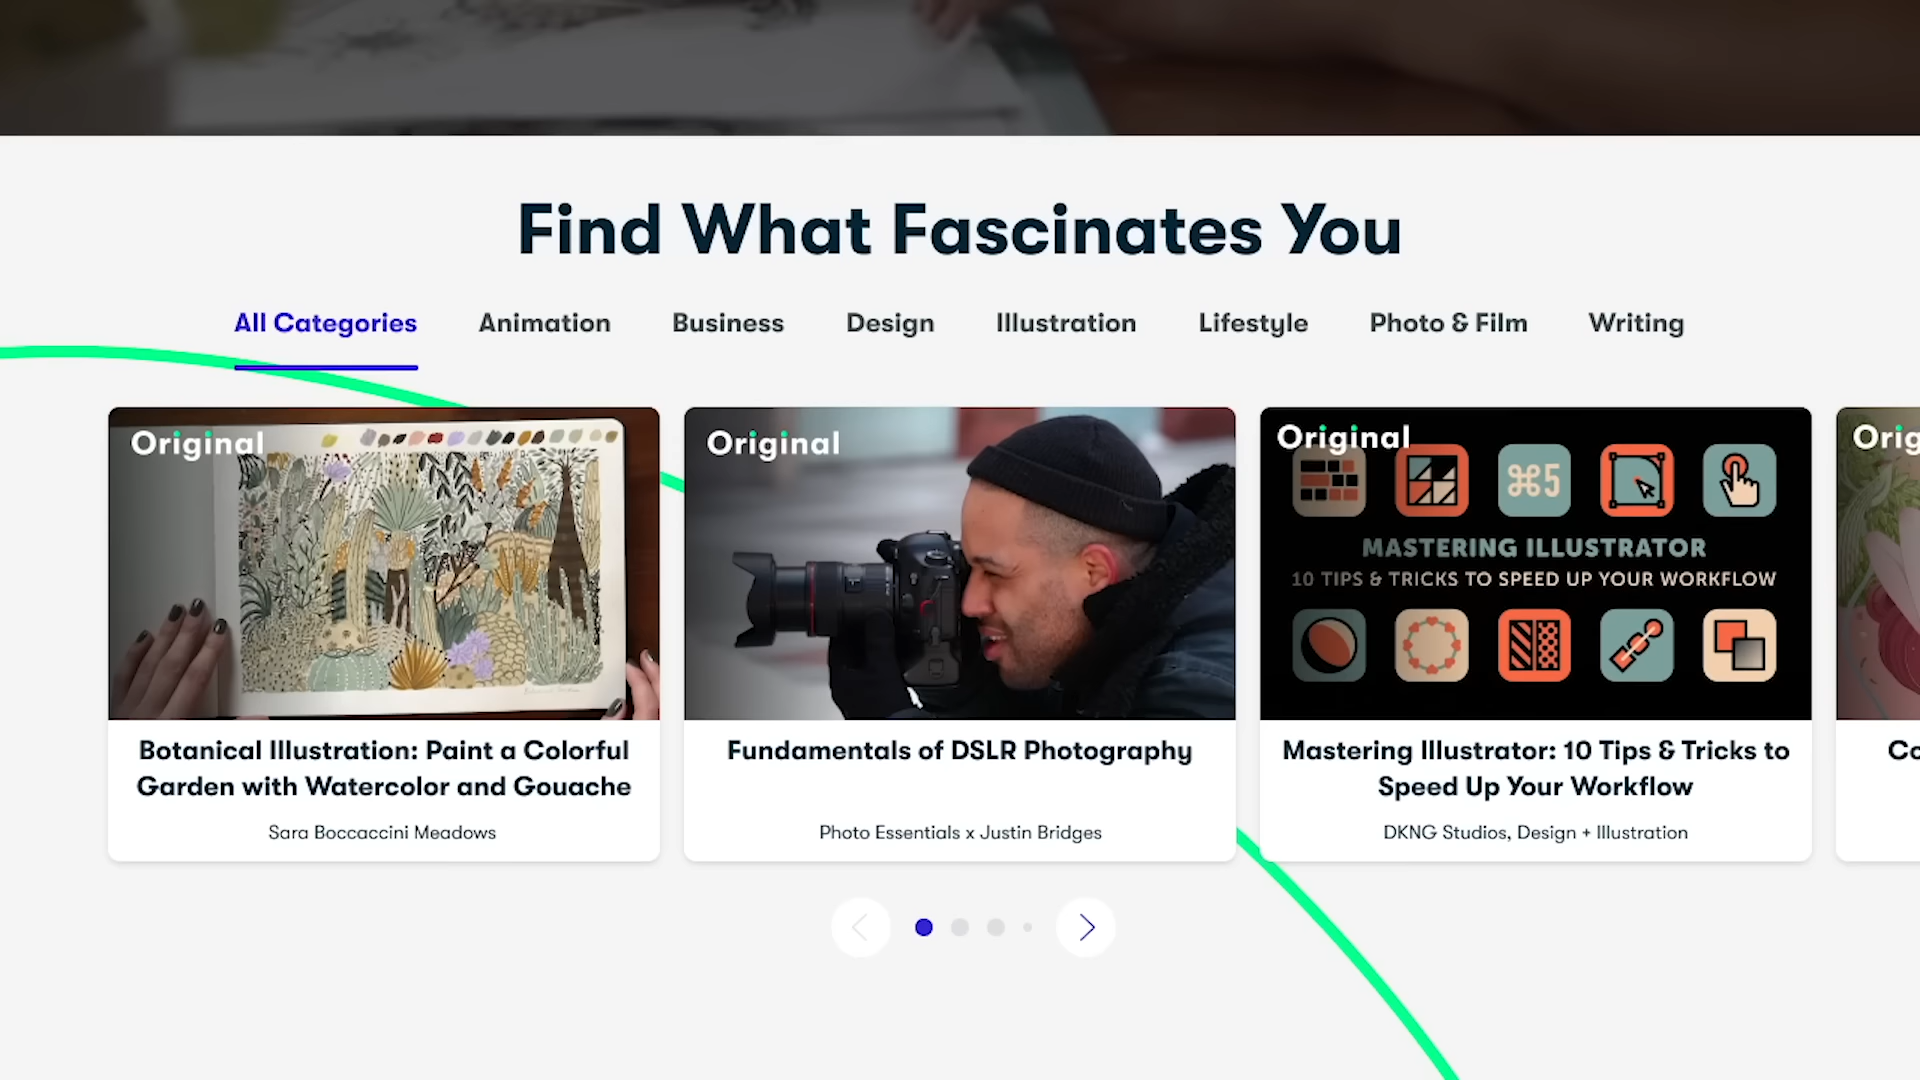 Find What Fascinates You
All Categories
Animation
Business
Design
Illustration
Lifestyle
Photo & Film
Writing
Original
Botanical Illustration: Paint a Colorful
Garden with Watercolor and Gouache
Sara Boccaccini Meadows
Original
Fundamentals of DSLR Photography
Photo Essentials x Justin Bridges
Original
⌘5
MASTERING ILLUSTRATOR
10 TIPS & TRICKS TO SPEED UP YOUR WORKFLOW
Mastering Illustrator: 10 Tips & Tricks to
Speed Up Your Workflow
DKNG Studios, Design + Illustration
Orig
Co